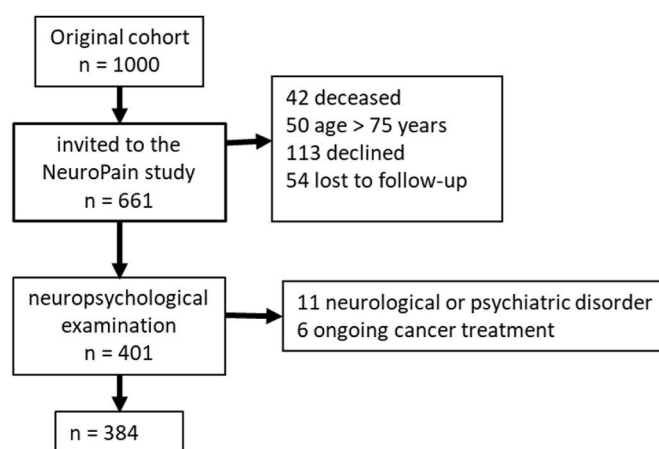 Original cohort
n = 1000
42 deceased
50 age > 75 years
113 declined
54 lost to follow-up
invited to the
NeuroPain study
n = 661
neuropsychological
examination
n = 401
11 neurological or psychiatric disorder
6 ongoing cancer treatment
n = 384